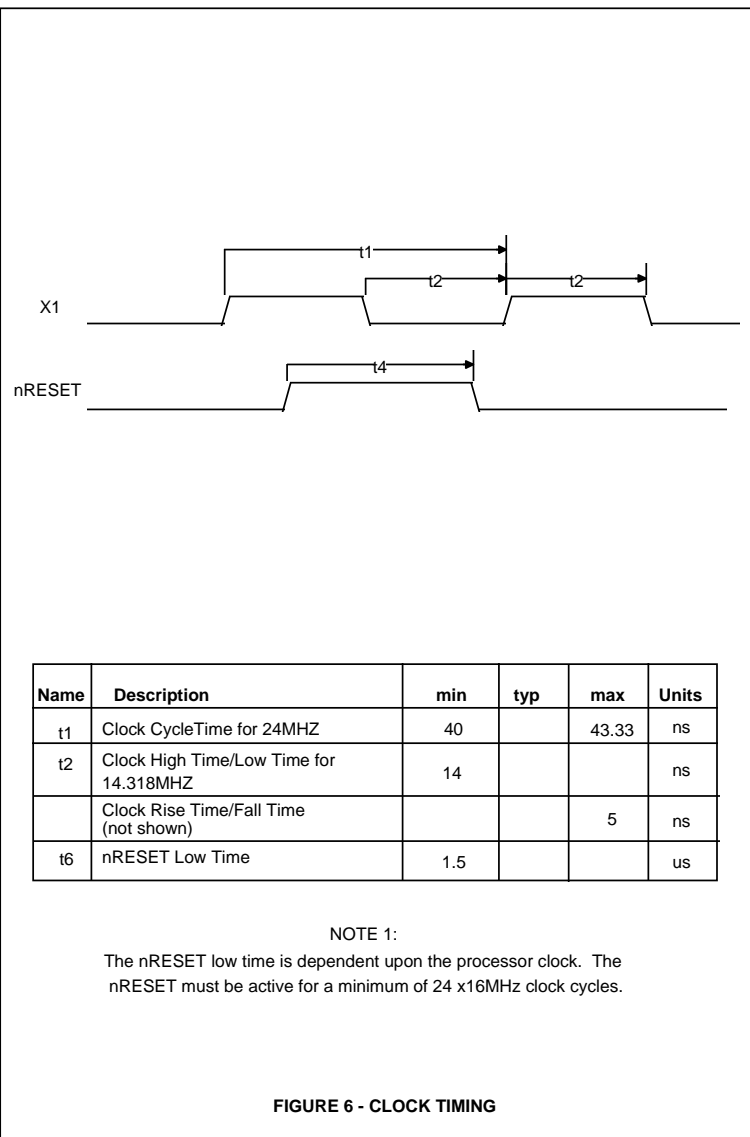 t1
t2 t2
X1
t4
nRESET
Name Description min typ max Units
t1 Clock CycleTime for 24MHZ 40 43.33 ns
t2 Clock High Time/Low Time for
14.318MHZ 14 ns
Clock Rise Time/Fall Time
(not shown) 5 ns
t6 nRESET Low Time 1.5 us
NOTE 1:
The nRESET low time is dependent upon the processor clock. The
nRESET must be active for a minimum of 24 x16MHz clock cycles.
FIGURE 6 - CLOCK TIMING